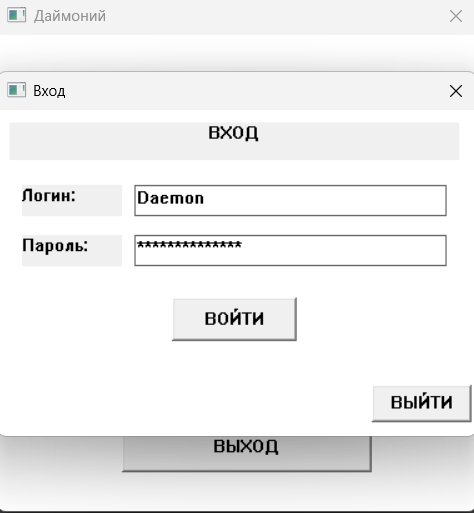 Даймоний
Вход
ВХОД
Логин:
Daemon
Пароль:
**************
ВОЙТИ
ВЫЙТИ
ВЫХОД